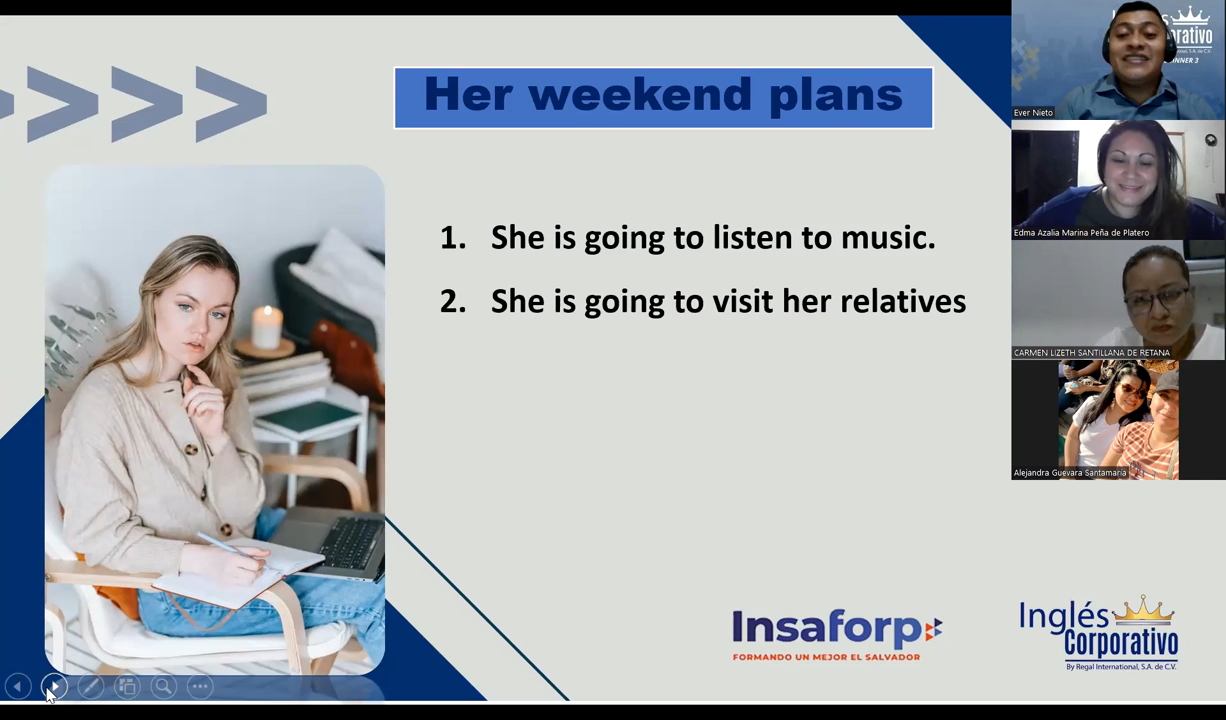 Her weekend plans
1. She is going to listen to music.
2. She is going to visit her relatives
Insaforp
FORMANDO UN MEJOR EL SALVADOR
Inglés
Corporativo
By Regal International, S.A. de C.V.
Ever Nieto
Edma Azalia Marina Peña de Platero
CARMEN LIZETH SANTILLANA DE RETANA
Alejandra Guevara Santamaría